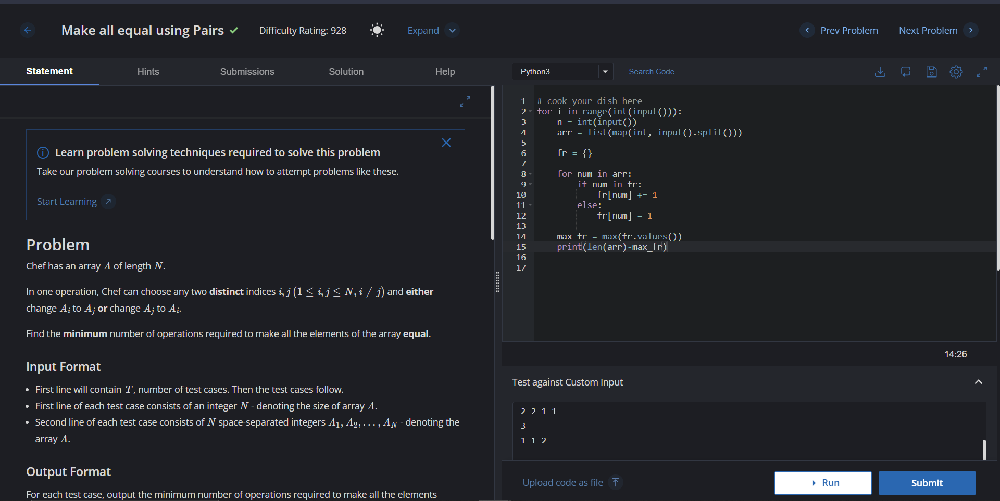 Make all equal using Pairs
Difficulty Rating: 928
Expand
Prev Problem
Next Problem
Statement
Hints
Submissions
Solution
Help
Learn problem solving techniques required to solve this problem
Take our problem solving courses to understand how to attempt problems like these.
Start Learning
Problem
Chef has an array A of length N.
In one operation, Chef can choose any two distinct indices i, j (1 ≤ i, j ≤ N, i ≠ j) and either
change A_i to A_j or change A_j to A_i.
Find the minimum number of operations required to make all the elements of the array equal.
Input Format
• First line will contain T, number of test cases. Then the test cases follow.
• First line of each test case consists of an integer N - denoting the size of array A.
• Second line of each test case consists of N space-separated integers A_1, A_2, ..., A_N - denoting the
array A.
Output Format
For each test case, output the minimum number of operations required to make all the elements
Python3
Search Code
1 # cook your dish here
2 for i in range(int(input())):
3     n = int(input())
4     arr = list(map(int, input().split()))
5
6     fr = {}
7
8     for num in arr:
9         if num in fr:
10             fr[num] += 1
11         else:
12             fr[num] = 1
13
14     max_fr = max(fr.values())
15     print(len(arr)-max_fr)
16
17
14:26
Test against Custom Input
2 2 1 1
3
1 1 2
Upload code as file
Run
Submit